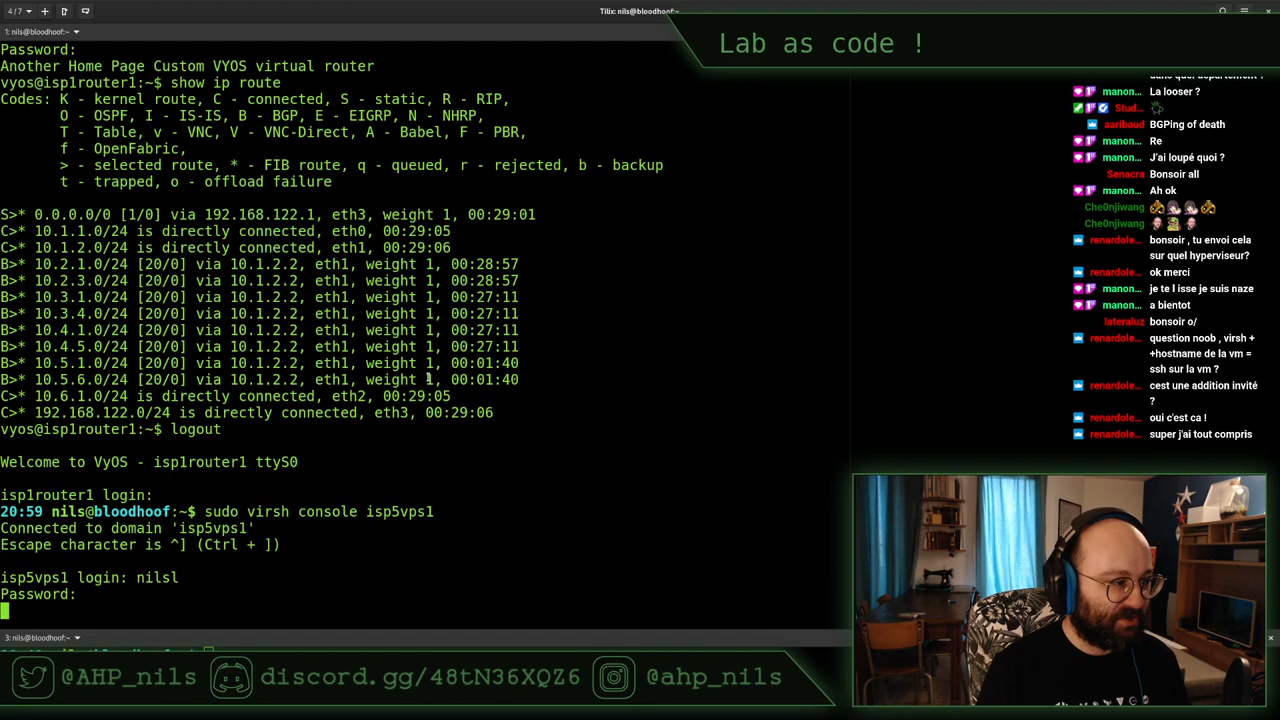 4 / 7
Tilix: nils@bloodhoof:~
1: nils@bloodhoof:~
Password:
Another Home Page Custom VYOS virtual router
vyos@isp1router1:~$ show ip route
Codes: K - kernel route, C - connected, S - static, R - RIP,
O - OSPF, I - IS-IS, B - BGP, E - EIGRP, N - NHRP,
T - Table, v - VNC, V - VNC-Direct, A - Babel, F - PBR,
f - OpenFabric,
> - selected route, * - FIB route, q - queued, r - rejected, b - backup
t - trapped, o - offload failure
S>* 0.0.0.0/0 [1/0] via 192.168.122.1, eth3, weight 1, 00:29:01
C>* 10.1.1.0/24 is directly connected, eth0, 00:29:05
C>* 10.1.2.0/24 is directly connected, eth1, 00:29:06
B>* 10.2.1.0/24 [20/0] via 10.1.2.2, eth1, weight 1, 00:28:57
B>* 10.2.3.0/24 [20/0] via 10.1.2.2, eth1, weight 1, 00:28:57
B>* 10.3.1.0/24 [20/0] via 10.1.2.2, eth1, weight 1, 00:27:11
B>* 10.3.4.0/24 [20/0] via 10.1.2.2, eth1, weight 1, 00:27:11
B>* 10.4.1.0/24 [20/0] via 10.1.2.2, eth1, weight 1, 00:27:11
B>* 10.4.5.0/24 [20/0] via 10.1.2.2, eth1, weight 1, 00:27:11
B>* 10.5.1.0/24 [20/0] via 10.1.2.2, eth1, weight 1, 00:01:40
B>* 10.5.6.0/24 [20/0] via 10.1.2.2, eth1, weight 1, 00:01:40
C>* 10.6.1.0/24 is directly connected, eth2, 00:29:05
C>* 192.168.122.0/24 is directly connected, eth3, 00:29:06
vyos@isp1router1:~$ logout
Welcome to VyOS - isp1router1 ttyS0
isp1router1 login:
20:59 nils@bloodhoof:~$ sudo virsh console isp5vps1
Connected to domain 'isp5vps1'
Escape character is ^] (Ctrl + ])
isp5vps1 login: nilsl
Password:
3: nils@bloodhoof:~
Lab as code !
manon… La looser ?
Stud…
aaribaud BGPing of death
manon… Re
manon… J'ai loupé quoi ?
Senacra Bonsoir all
manon… Ah ok
Che0njiwang
Che0njiwang
renardole… bonsoir , tu envoi cela
sur quel hyperviseur?
renardole… ok merci
manon… je te l isse je suis naze
manon… a bientot
lateraluz bonsoir o/
renardole… question noob , virsh +
+hostname de la vm =
ssh sur la vm ?
renardole… cest une addition invité
?
renardole… oui c'est ca !
renardole… super j'ai tout compris
@AHP_nils
discord.gg/48tN36XQZ6
@ahp_nils